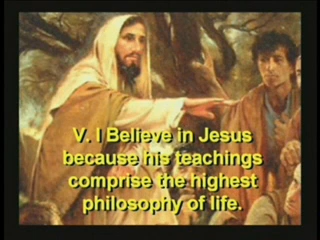 V. I Believe in Jesus
because his teachings
comprise the highest
philosophy of life.